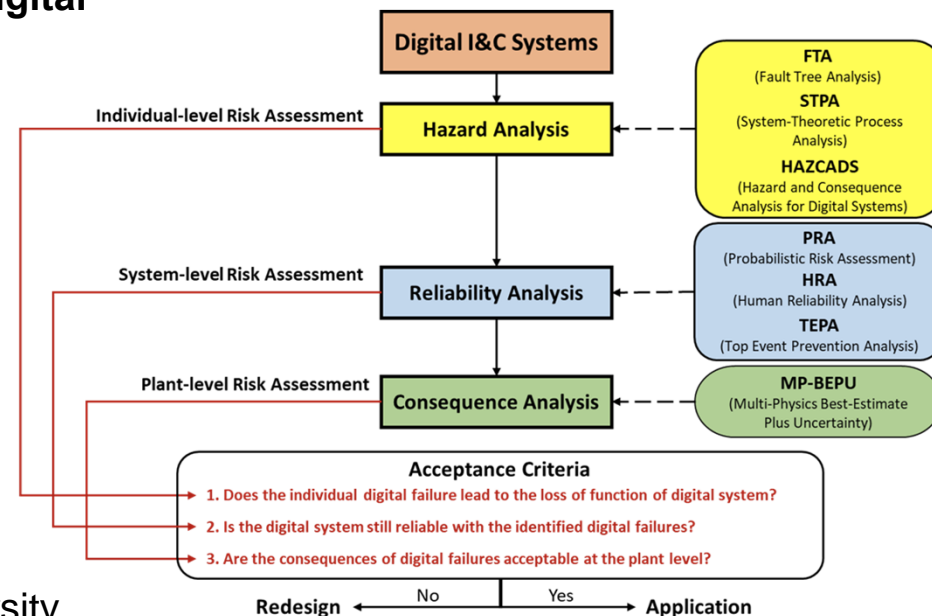 Digital I&C Systems
FTA
(Fault Tree Analysis)
STPA
(System-Theoretic Process
Analysis)
HAZCADS
(Hazard and Consequence
Analysis for Digital Systems)
Individual-level Risk Assessment
Hazard Analysis
PRA
(Probabilistic Risk Assessment)
HRA
(Human Reliability Analysis)
TEPA
(Top Event Prevention Analysis)
System-level Risk Assessment
Reliability Analysis
Plant-level Risk Assessment
Consequence Analysis
MP-BEPU
(Multi-Physics Best-Estimate
Plus Uncertainty)
Acceptance Criteria
1. Does the individual digital failure lead to the loss of function of digital system?
2. Is the digital system still reliable with the identified digital failures?
3. Are the consequences of digital failures acceptable at the plant level?
No
Yes
Redesign
Application